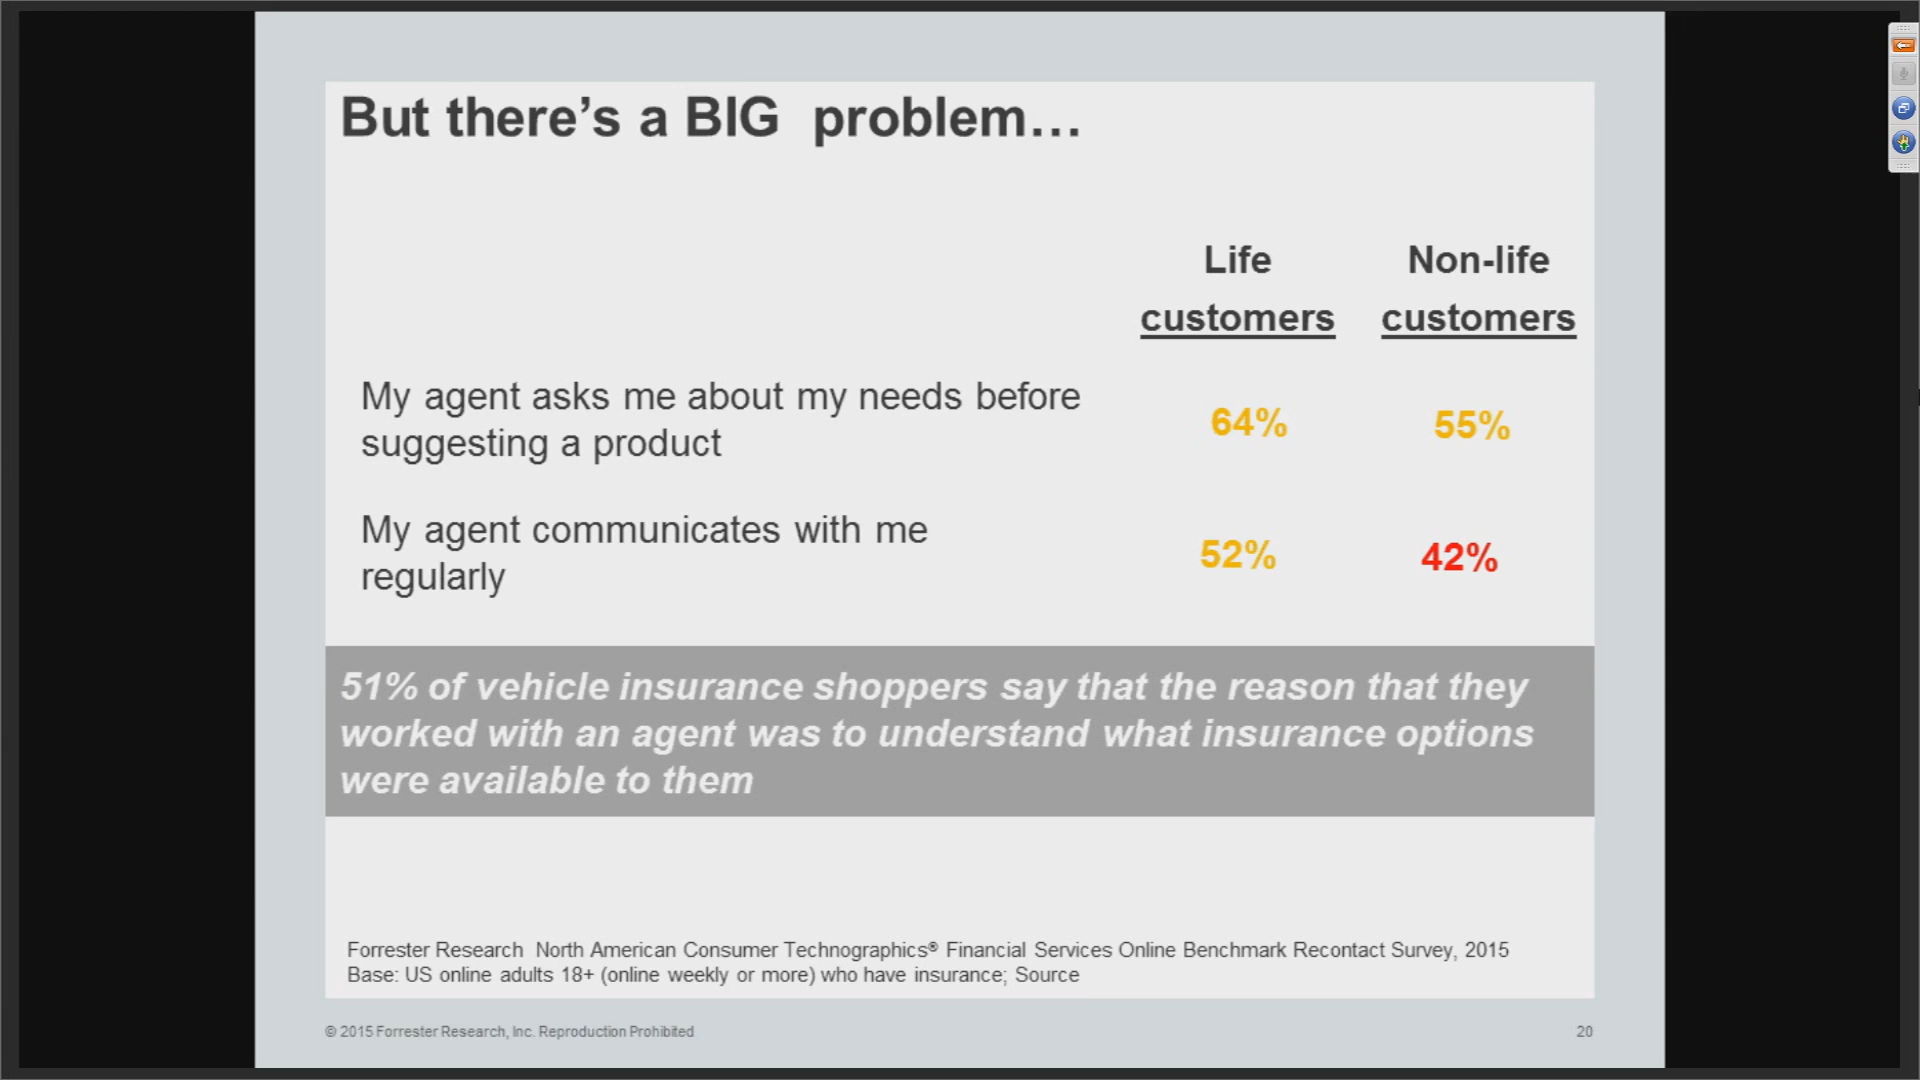 But there's a BIG  problem…
Life Non-life
customers customers
My agent asks me about my needs before
suggesting a product
64% 55%
My agent communicates with me
regularly
52% 42%
51% of vehicle insurance shoppers say that the reason that they
worked with an agent was to understand what insurance options
were available to them
Forrester Research  North American Consumer Technographics® Financial Services Online Benchmark Recontact Survey, 2015
Base: US online adults 18+ (online weekly or more) who have insurance; Source
© 2015 Forrester Research, Inc. Reproduction Prohibited 20